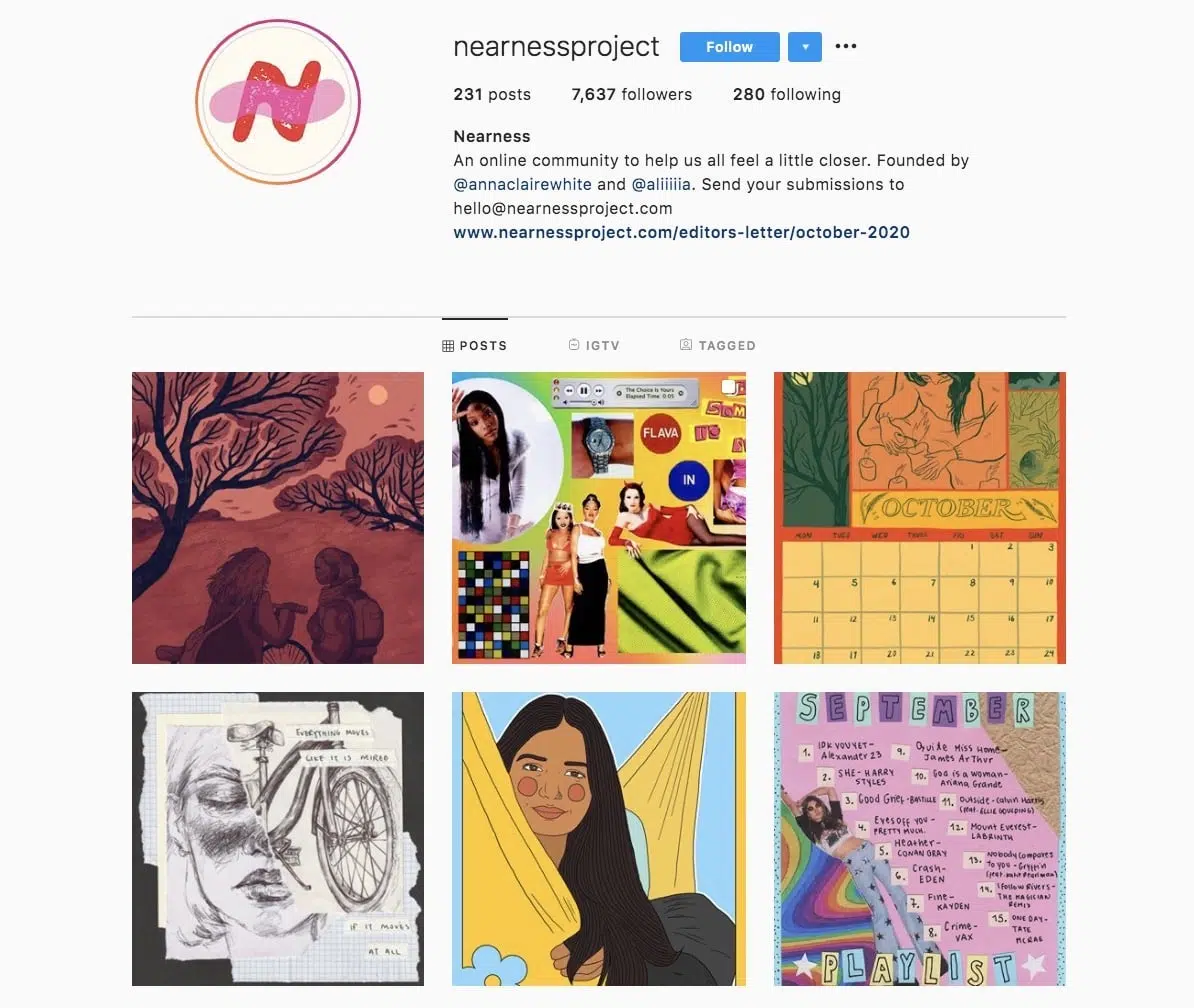 nearnessproject Follow
231 posts 7,637 followers 280 following
Nearness
An online community to help us all feel a little closer. Founded by
@annaclairewhite and @aliiiiia. Send your submissions to
hello@nearnessproject.com
www.nearnessproject.com/editors-letter/october-2020
POSTS IGTV TAGGED
The Choice Is Yours
Elapsed Time: 0:05
FLAVA
IN
OCTOBER
MON TUES WED THURS FRI SAT SUN
1 2 3
4 5 6 7 8 9 10
11 12 13 14 15 16 17
18 19 20 21 22 23 24
EVERYTHING MOVES
LIKE IT IS MIRED
IF IT MOVES
AT ALL
SEPTEMBER
1. IDK YOU YET-
Alexander 23
2. SHE - HARRY
STYLES
3. Good Grief - BASTILLE
4. Eyes off you -
PRETTY MUCH.
5. Heather-
CONAN GRAY
6. Crash-
EDEN
7. Fine-
KAYDEN
8. Crime-
VAX
9. Miss Home-
James Arthur
10. God is a woman-
Ariana Grande
11. Outside - Calvin Harris
(feat. ELLIE GOULDING)
12. Mount Everest-
LABRINTH
13. Nobody Compares
To you - Gryffin
14. I Follow Rivers-
THE MAGICIAN
REMIX
15. ONE DAY-
TATE
MCRAE
PLAYLIST